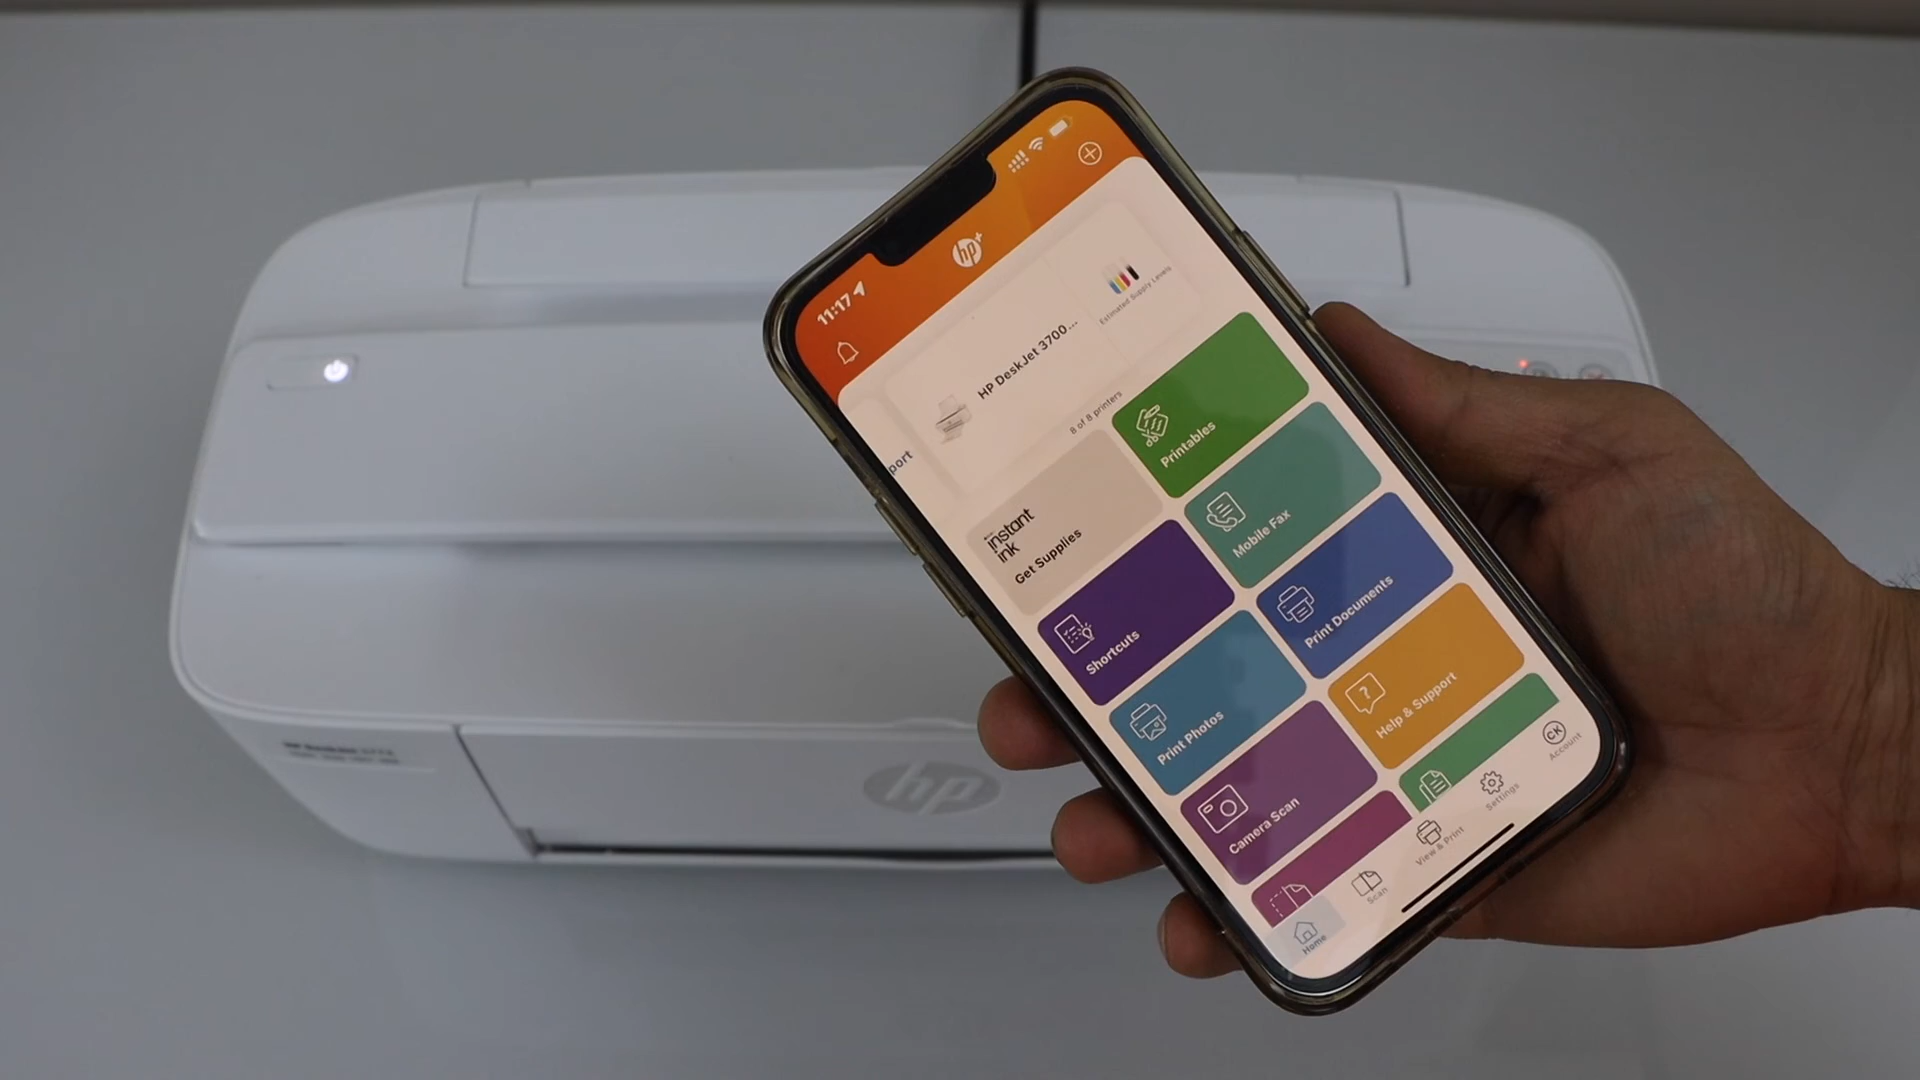 11:17
hp+
HP DeskJet 3700...
Estimated Supply Levels
port
8 of 8 printers
instant
ink
Get Supplies
Printables
Shortcuts
Mobile Fax
Print Photos
Print Documents
Camera Scan
Help & Support
Home
Scan
View & Print
Settings
CK
Account
hp